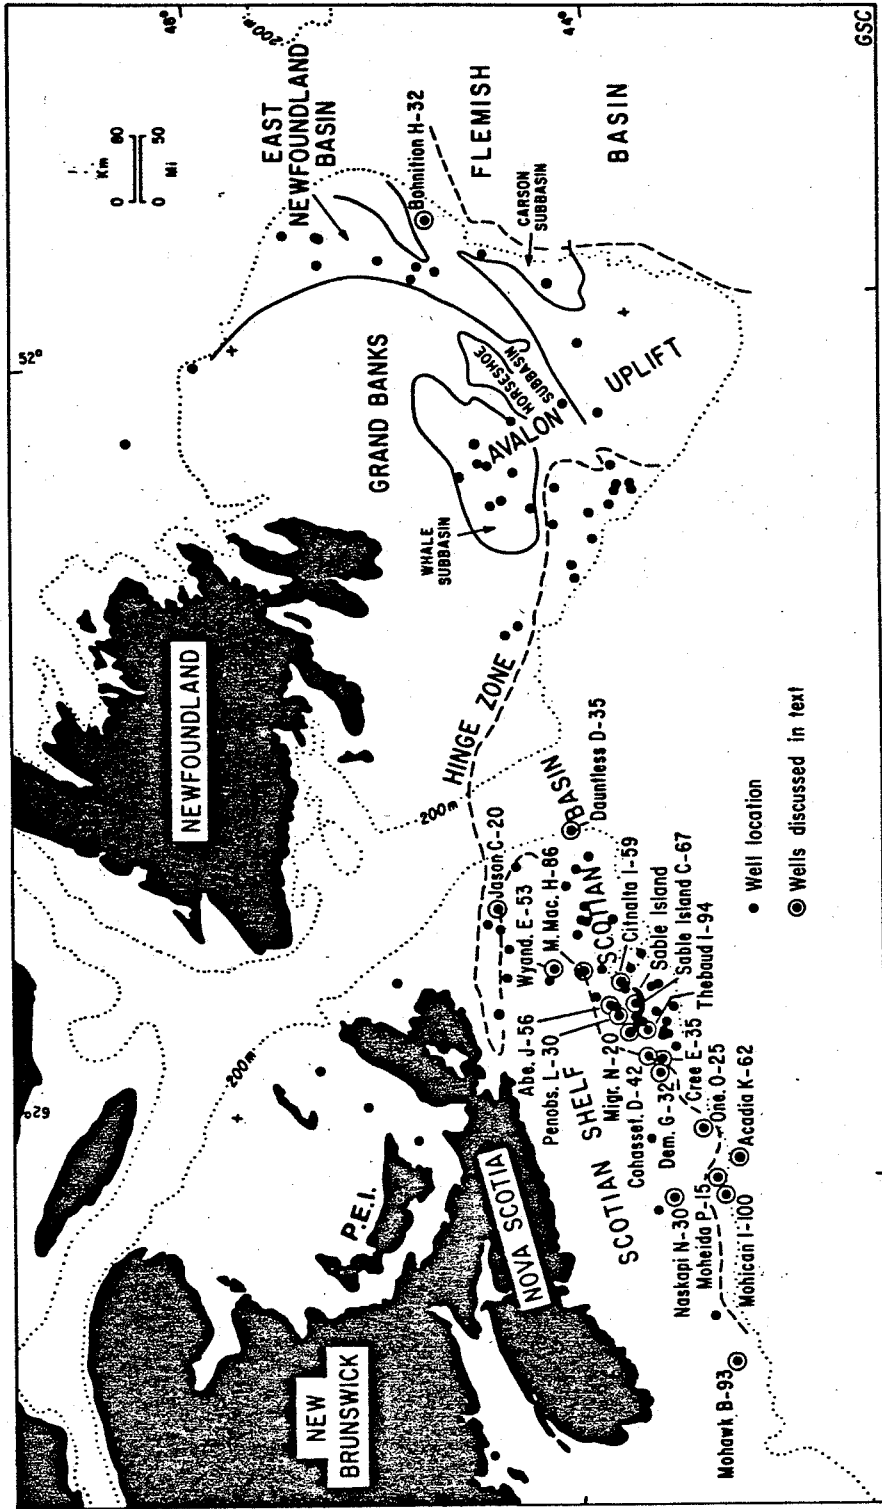 48°
44°
GSC
200m
Km
0 80
0 50
Mi
EAST
NEWFOUNDLAND
BASIN
Bohnition H-32
FLEMISH
BASIN
CARSON
SUBBASIN
52°
GRAND BANKS
HORSESHOE
SUBBASIN
AVALON
UPLIFT
WHALE
SUBBASIN
NEWFOUNDLAND
HINGE ZONE
200m
BASIN
Dauntless D-35
Jason C-20
Wyand. E-53
M. Mac. H-86
SCOTIAN
Citnalta I-59
Sable Island
Sable Island C-67
Thebaud I-94
Abe. J-56
Penobs. L-30
Migr. N-20
Cohasset. D-42
Dem. G-32
Cree E-35
One. O-25
Acadia K-62
SCOTIAN SHELF
Naskapi N-30
Moheida P-15
Mohican I-100
Mohawk B-93
200m
62°
P.E.I.
NOVA SCOTIA
NEW
BRUNSWICK
Well location
Wells discussed in text